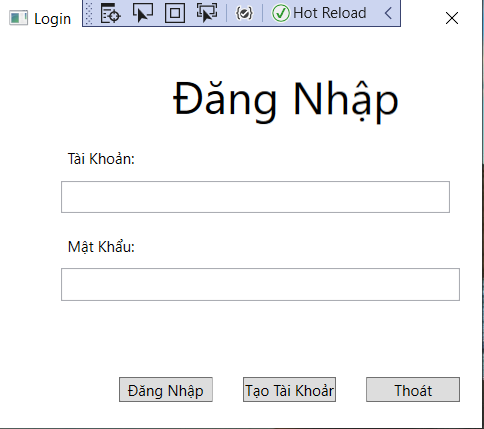 Login
Hot Reload
Đăng Nhập
Tài Khoản:
Mật Khẩu:
Đăng Nhập Tạo Tài Khoản Thoát